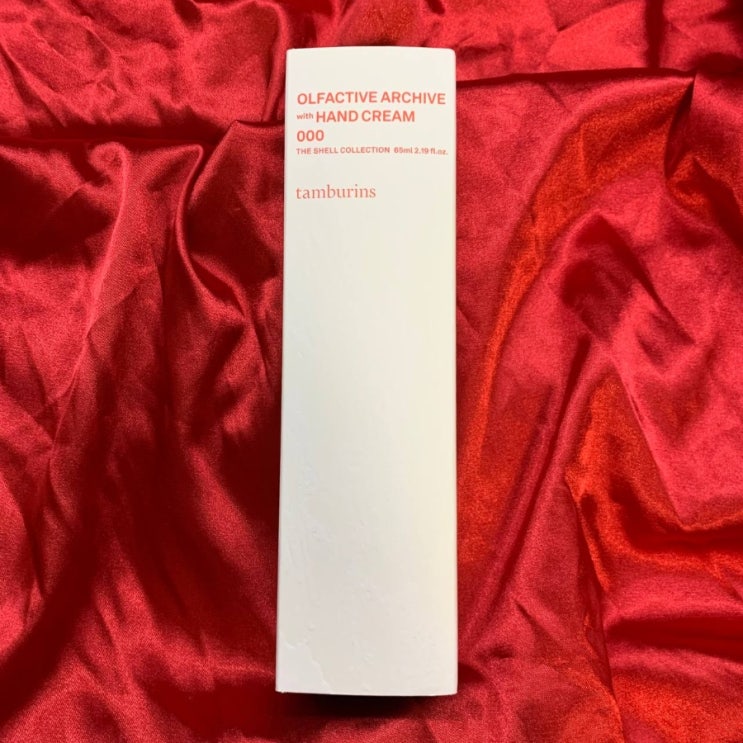 OLFACTIVE ARCHIVE
with HAND CREAM
000
THE SHELL COLLECTION 65ml 2.19 fl.oz.
tamburins